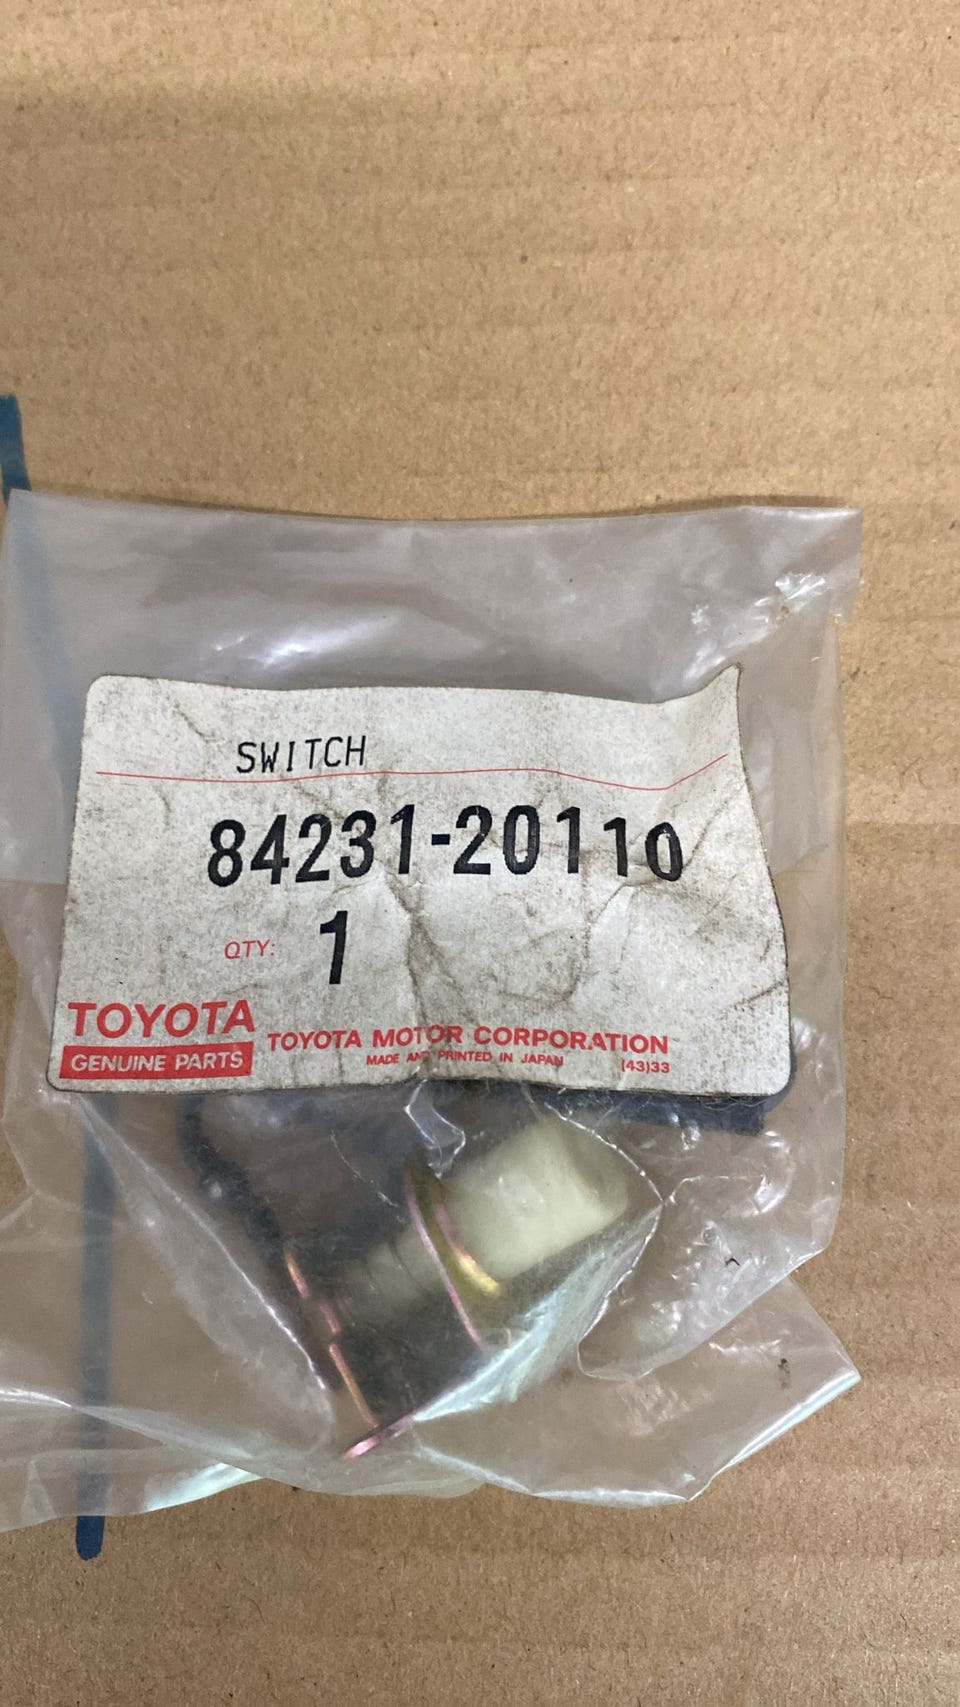 SWITCH
84231-20110
QTY: 1
TOYOTA
GENUINE PARTS
TOYOTA MOTOR CORPORATION
MADE AND PRINTED IN JAPAN (43)33